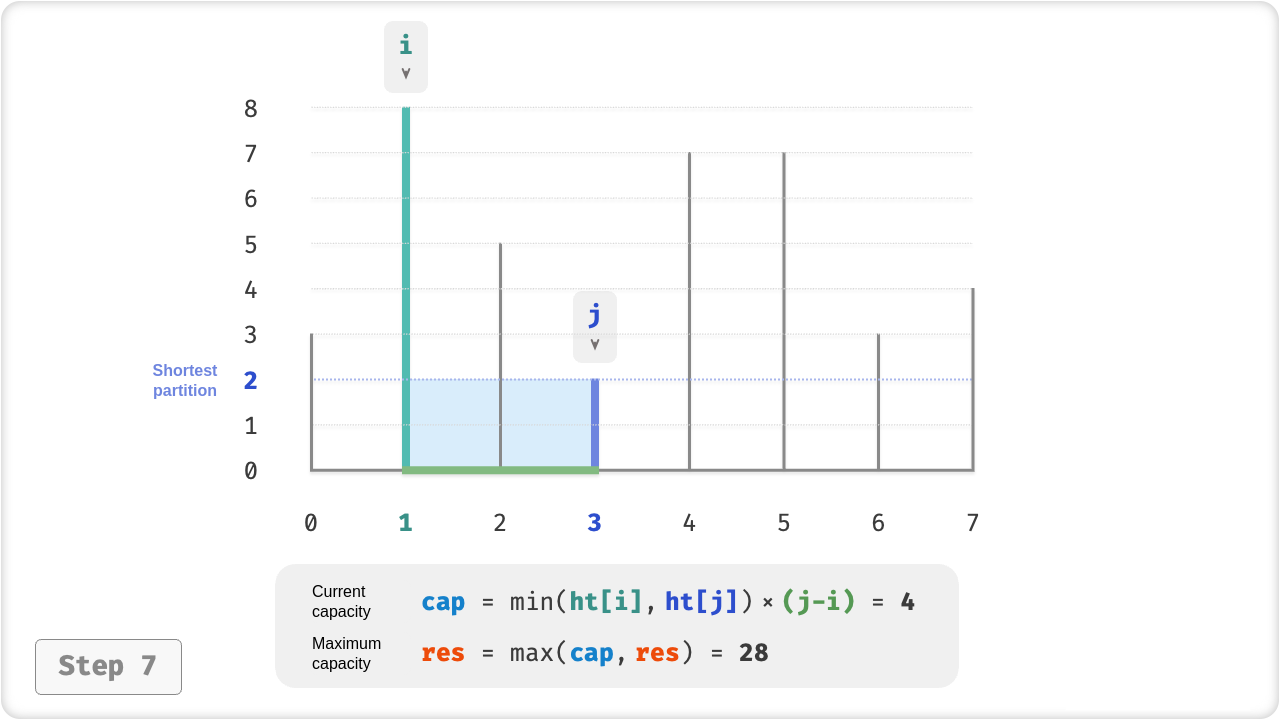 i
8
7
6
5
4
j
3
Shortest
partition
2
1
0
0 1 2 3 4 5 6 7
Current
capacity
cap = min(ht[i], ht[j]) × (j-i) = 4
Maximum
capacity
res = max(cap, res) = 28
Step 7